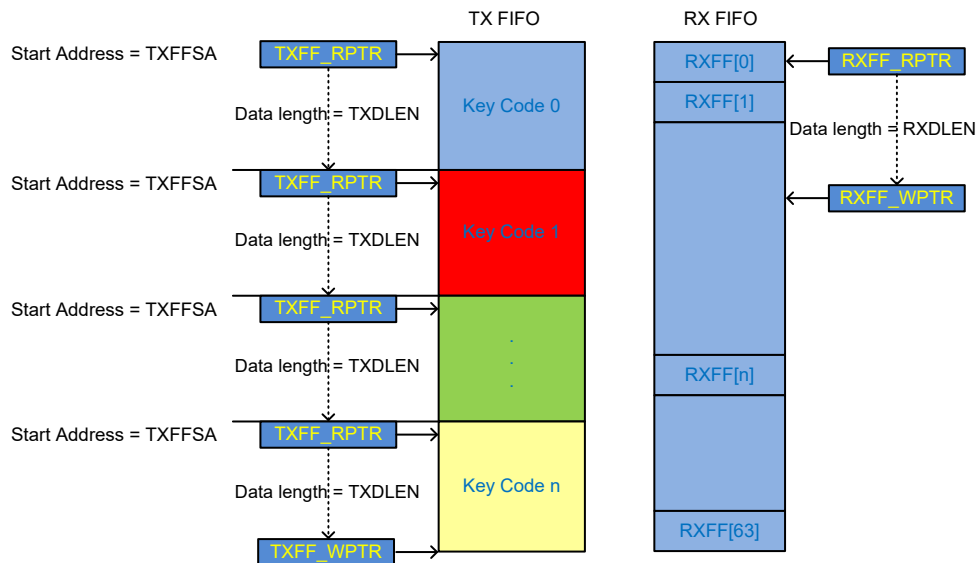 TX FIFO
RX FIFO
Start Address = TXFFSA
TXFF_RPTR
RXFF[0]
RXFF_RPTR
Key Code 0
RXFF[1]
Data length = TXDLEN
Data length = RXDLEN
Start Address = TXFFSA
TXFF_RPTR
RXFF_WPTR
Key Code 1
Data length = TXDLEN
Start Address = TXFFSA
TXFF_RPTR
.
.
.
Data length = TXDLEN
RXFF[n]
Start Address = TXFFSA
TXFF_RPTR
Key Code n
Data length = TXDLEN
RXFF[63]
TXFF_WPTR